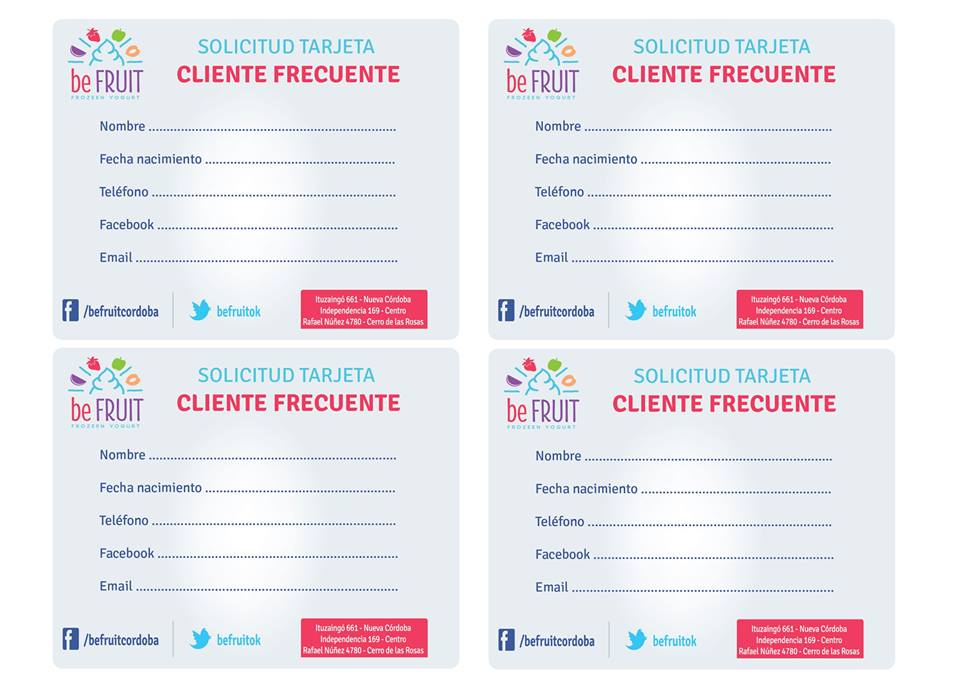 be FRUIT
FROZEEN YOGURT
SOLICITUD TARJETA
CLIENTE FRECUENTE
Nombre
Fecha nacimiento
Teléfono
Facebook
Email
/befruitcordoba
befruitok
Ituzaingó 661 - Nueva Córdoba
Independencia 169 - Centro
Rafael Núñez 4780 - Cerro de las Rosas
be FRUIT
FROZEEN YOGURT
SOLICITUD TARJETA
CLIENTE FRECUENTE
Nombre
Fecha nacimiento
Teléfono
Facebook
Email
/befruitcordoba
befruitok
Ituzaingó 661 - Nueva Córdoba
Independencia 169 - Centro
Rafael Núñez 4780 - Cerro de las Rosas
be FRUIT
FROZEEN YOGURT
SOLICITUD TARJETA
CLIENTE FRECUENTE
Nombre
Fecha nacimiento
Teléfono
Facebook
Email
/befruitcordoba
befruitok
Ituzaingó 661 - Nueva Córdoba
Independencia 169 - Centro
Rafael Núñez 4780 - Cerro de las Rosas
be FRUIT
FROZEEN YOGURT
SOLICITUD TARJETA
CLIENTE FRECUENTE
Nombre
Fecha nacimiento
Teléfono
Facebook
Email
/befruitcordoba
befruitok
Ituzaingó 661 - Nueva Córdoba
Independencia 169 - Centro
Rafael Núñez 4780 - Cerro de las Rosas